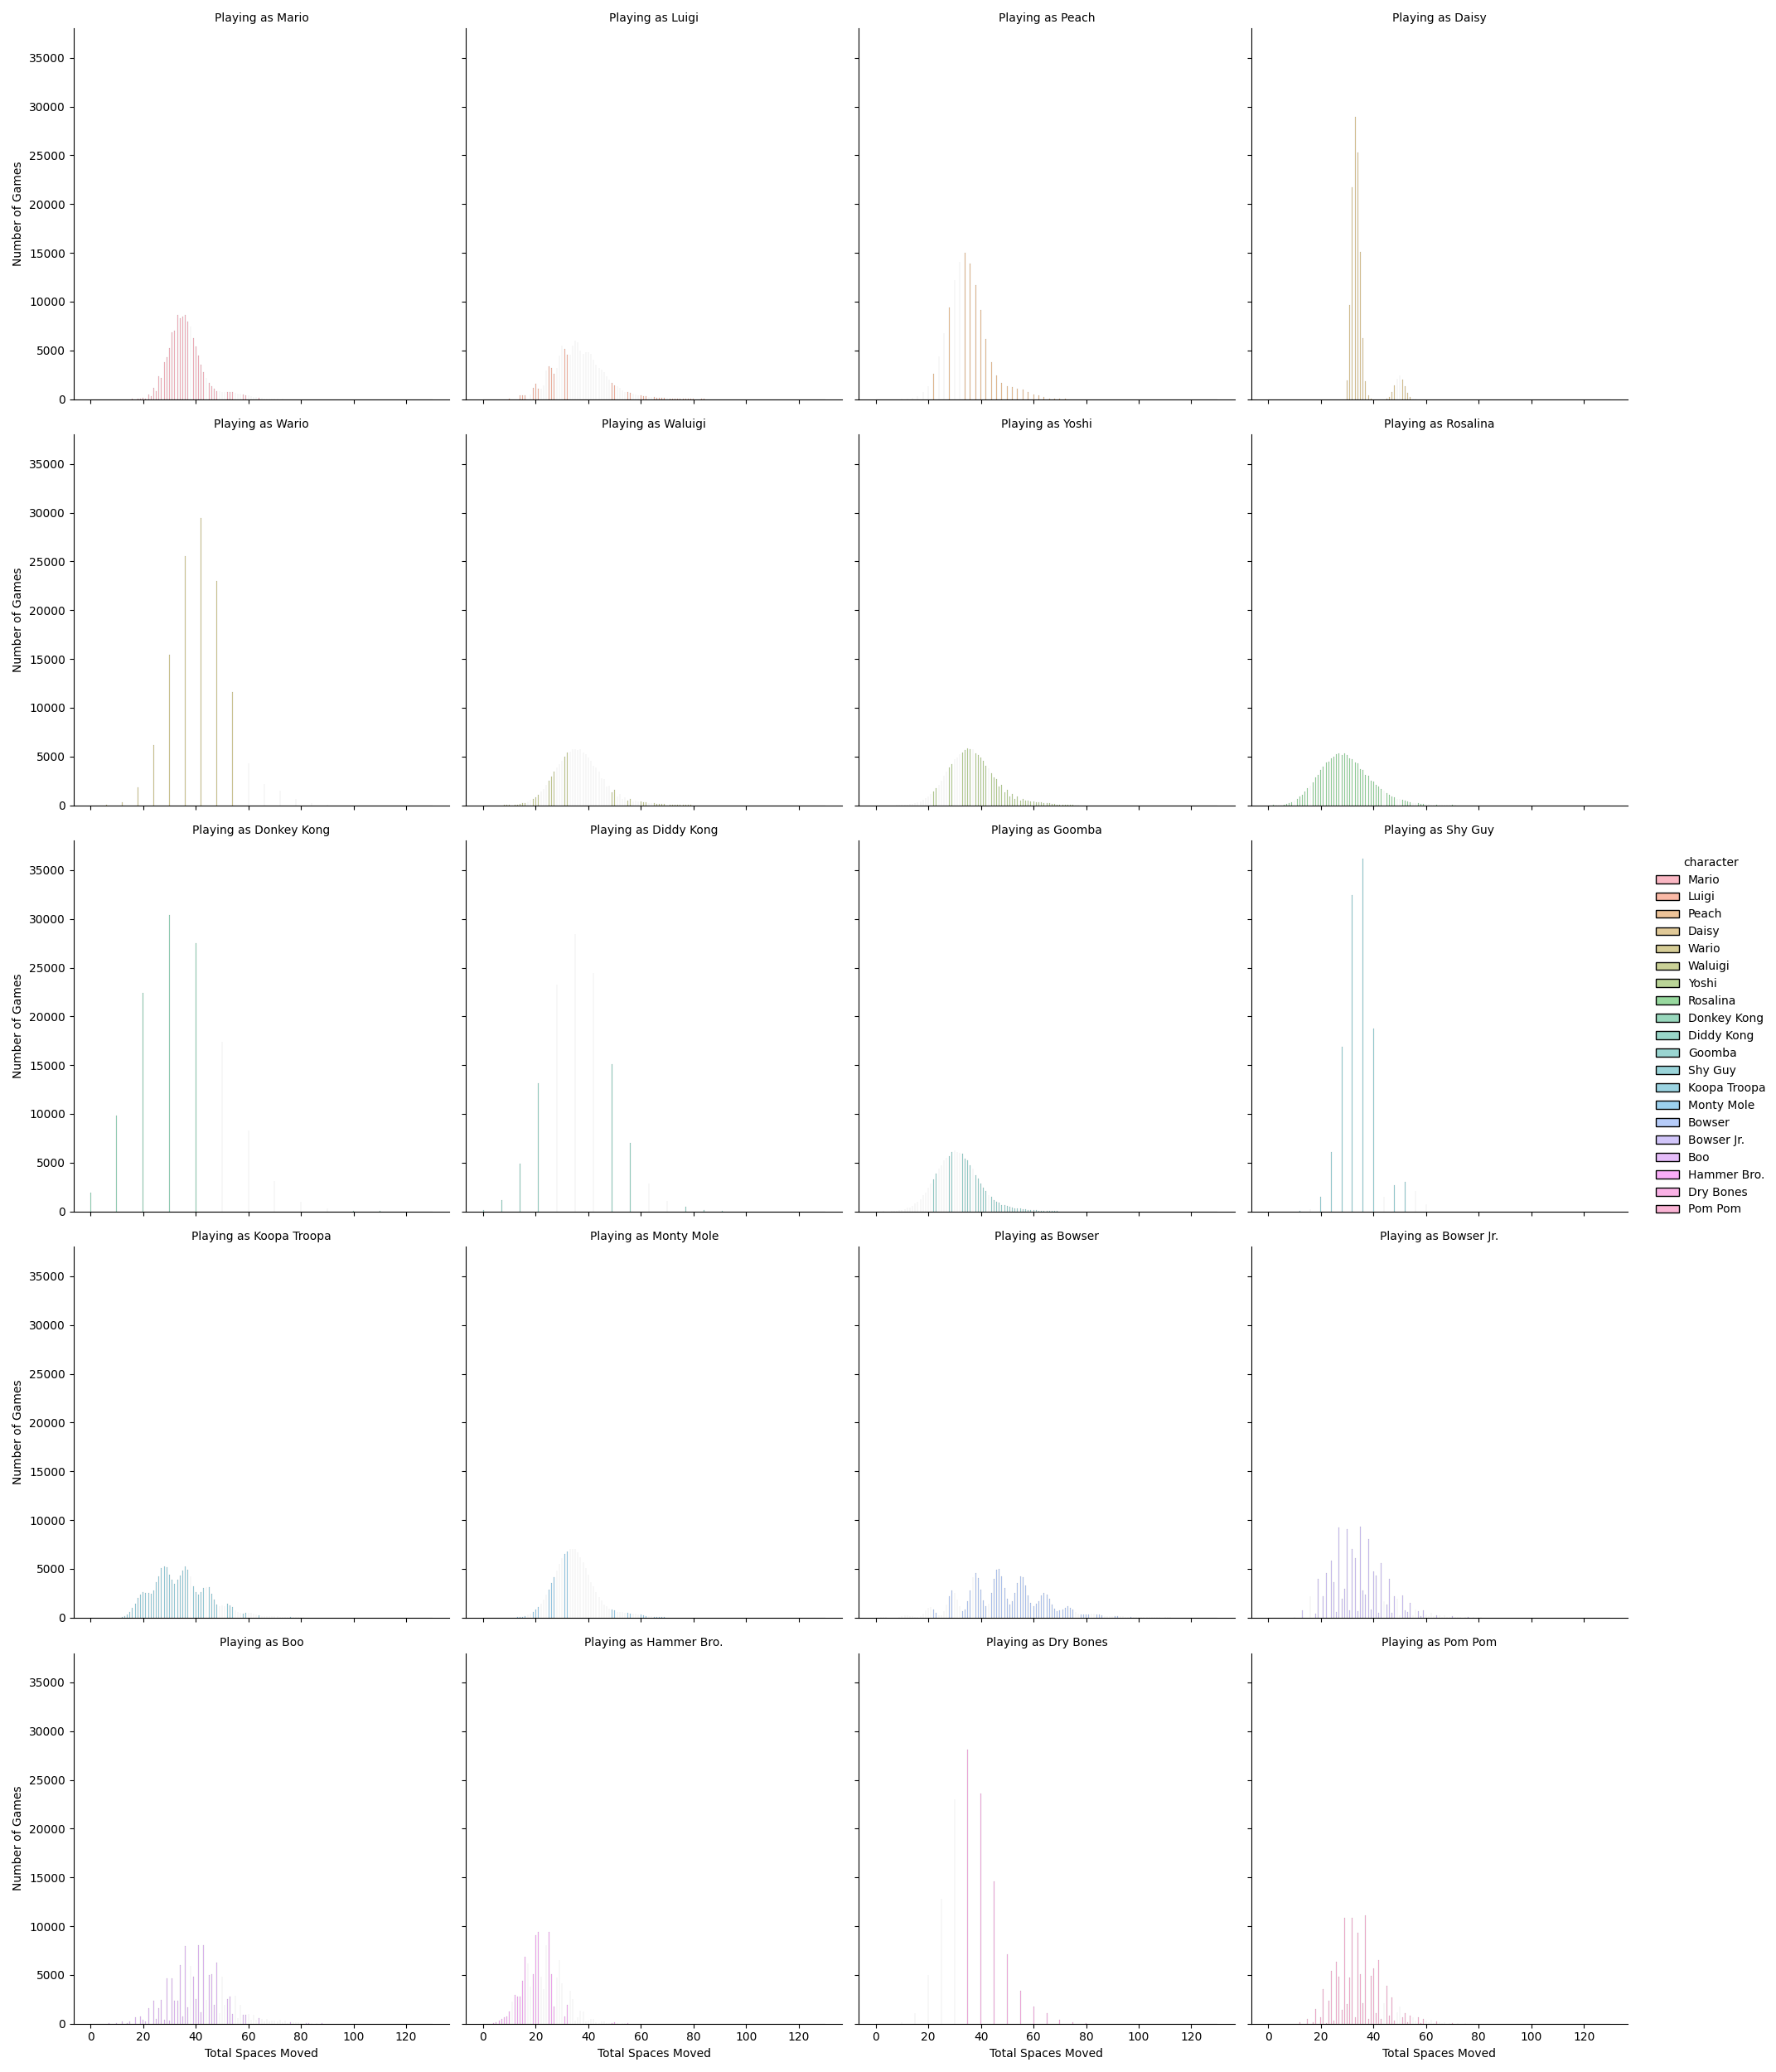 Playing as Mario
Playing as Luigi
Playing as Peach
Playing as Daisy
35000
30000
25000
20000
15000
10000
5000
0
Number of Games
Playing as Wario
Playing as Waluigi
Playing as Yoshi
Playing as Rosalina
35000
30000
25000
20000
15000
10000
5000
0
Number of Games
Playing as Donkey Kong
Playing as Diddy Kong
Playing as Goomba
Playing as Shy Guy
35000
30000
25000
20000
15000
10000
5000
0
Number of Games
character
Mario
Luigi
Peach
Daisy
Wario
Waluigi
Yoshi
Rosalina
Donkey Kong
Diddy Kong
Goomba
Shy Guy
Koopa Troopa
Monty Mole
Bowser
Bowser Jr.
Boo
Hammer Bro.
Dry Bones
Pom Pom
Playing as Koopa Troopa
Playing as Monty Mole
Playing as Bowser
Playing as Bowser Jr.
35000
30000
25000
20000
15000
10000
5000
0
Number of Games
Playing as Boo
Playing as Hammer Bro.
Playing as Dry Bones
Playing as Pom Pom
35000
30000
25000
20000
15000
10000
5000
0
Number of Games
0 20 40 60 80 100 120
0 20 40 60 80 100 120
0 20 40 60 80 100 120
0 20 40 60 80 100 120
Total Spaces Moved
Total Spaces Moved
Total Spaces Moved
Total Spaces Moved